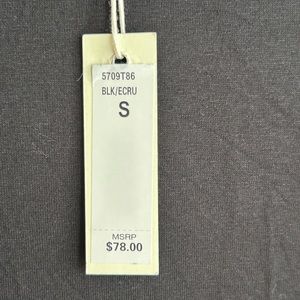 5709T86
BLK/ECRU
S
MSRP
$78.00